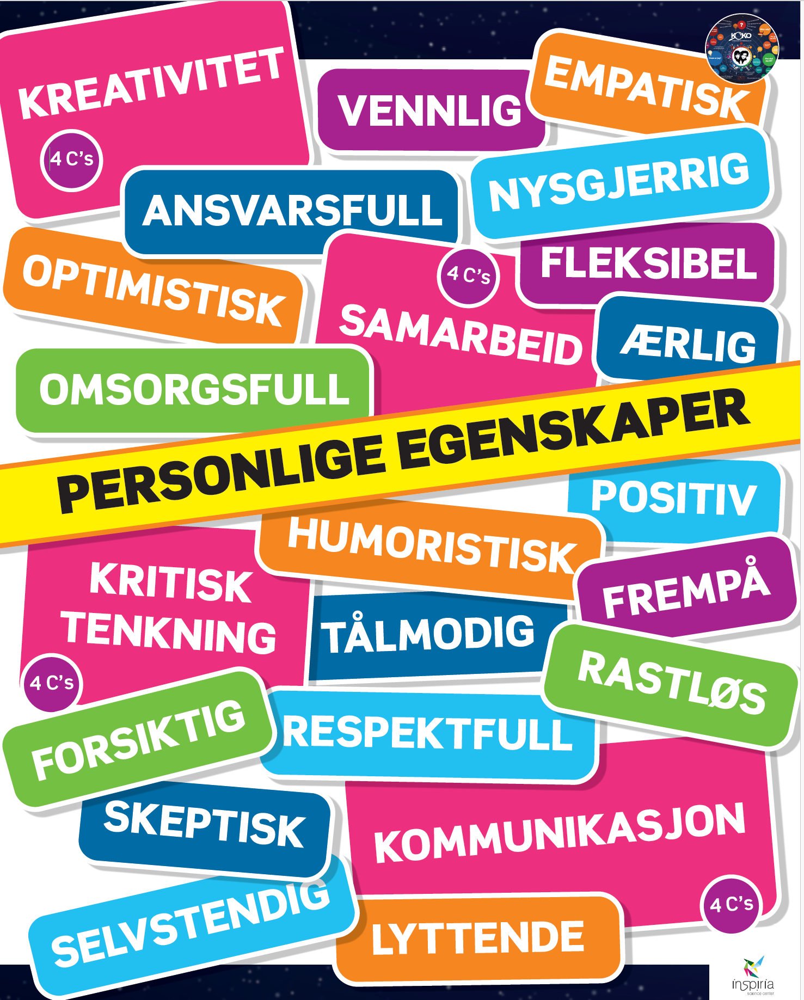 KREATIVITET
4 C's
VENNLIG
EMPATISK
KOKO
?
NYSGJERRIG
ANSVARSFULL
OPTIMISTISK
4 C's
SAMARBEID
FLEKSIBEL
ÆRLIG
OMSORGSFULL
PERSONLIGE EGENSKAPER
POSITIV
HUMORISTISK
KRITISK
TENKNING
4 C's
FREMPÅ
TÅLMODIG
RASTLØS
FORSIKTIG
RESPEKTFULL
SKEPTISK
KOMMUNIKASJON
4 C's
SELVSTENDIG
LYTTENDE
inspiria
science center